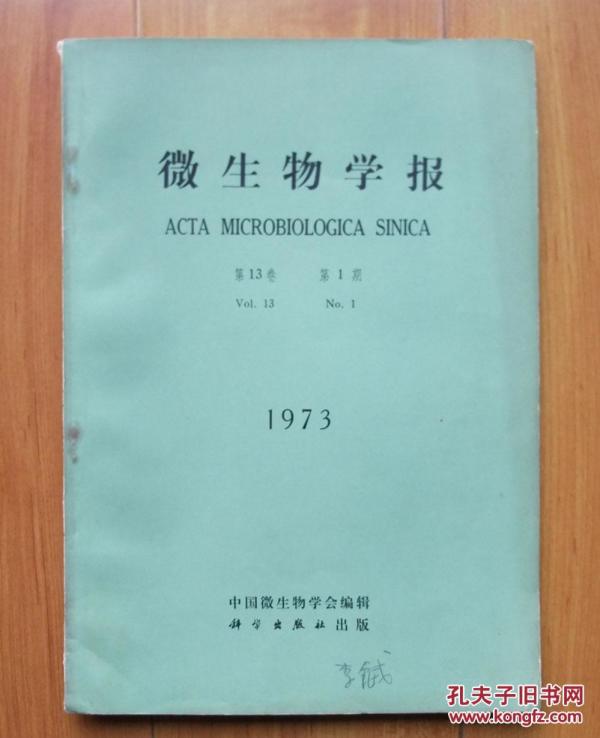 微生物学报
ACTA MICROBIOLOGICA SINICA
第13卷 第1期
Vol. 13 No. 1
1973
中国微生物学会编辑
科学出版社 出版
李
孔夫子旧书网
www.kongfz.com